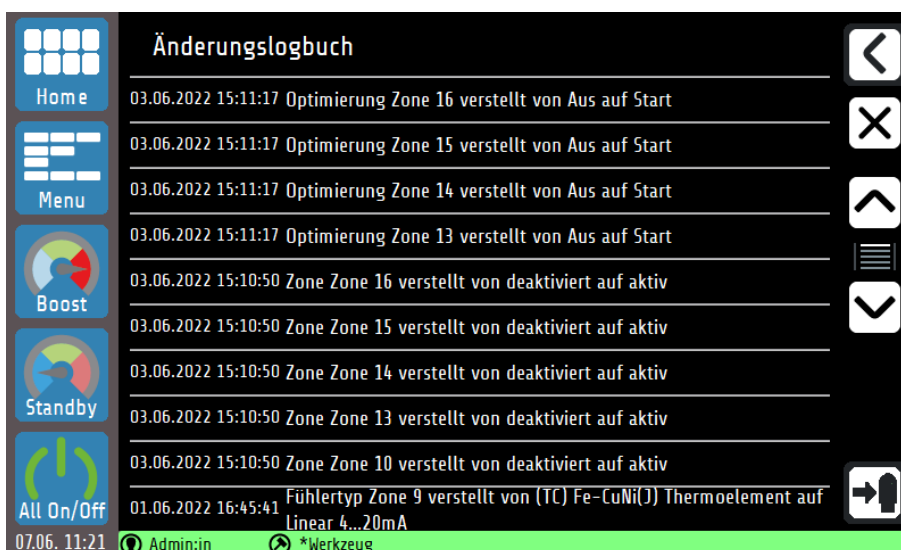 Änderungslogbuch
Home
03.06.2022 15:11:17 Optimierung Zone 16 verstellt von Aus auf Start
03.06.2022 15:11:17 Optimierung Zone 15 verstellt von Aus auf Start
Menu
03.06.2022 15:11:17 Optimierung Zone 14 verstellt von Aus auf Start
03.06.2022 15:11:17 Optimierung Zone 13 verstellt von Aus auf Start
03.06.2022 15:10:50 Zone Zone 16 verstellt von deaktiviert auf aktiv
Boost
03.06.2022 15:10:50 Zone Zone 15 verstellt von deaktiviert auf aktiv
03.06.2022 15:10:50 Zone Zone 14 verstellt von deaktiviert auf aktiv
Standby
03.06.2022 15:10:50 Zone Zone 13 verstellt von deaktiviert auf aktiv
03.06.2022 15:10:50 Zone Zone 10 verstellt von deaktiviert auf aktiv
All On/Off
01.06.2022 16:45:41 Fühlertyp Zone 9 verstellt von (TC) Fe-CuNi(J) Thermoelement auf
Linear 4...20mA
07.06. 11:21 Admin:in *Werkzeug